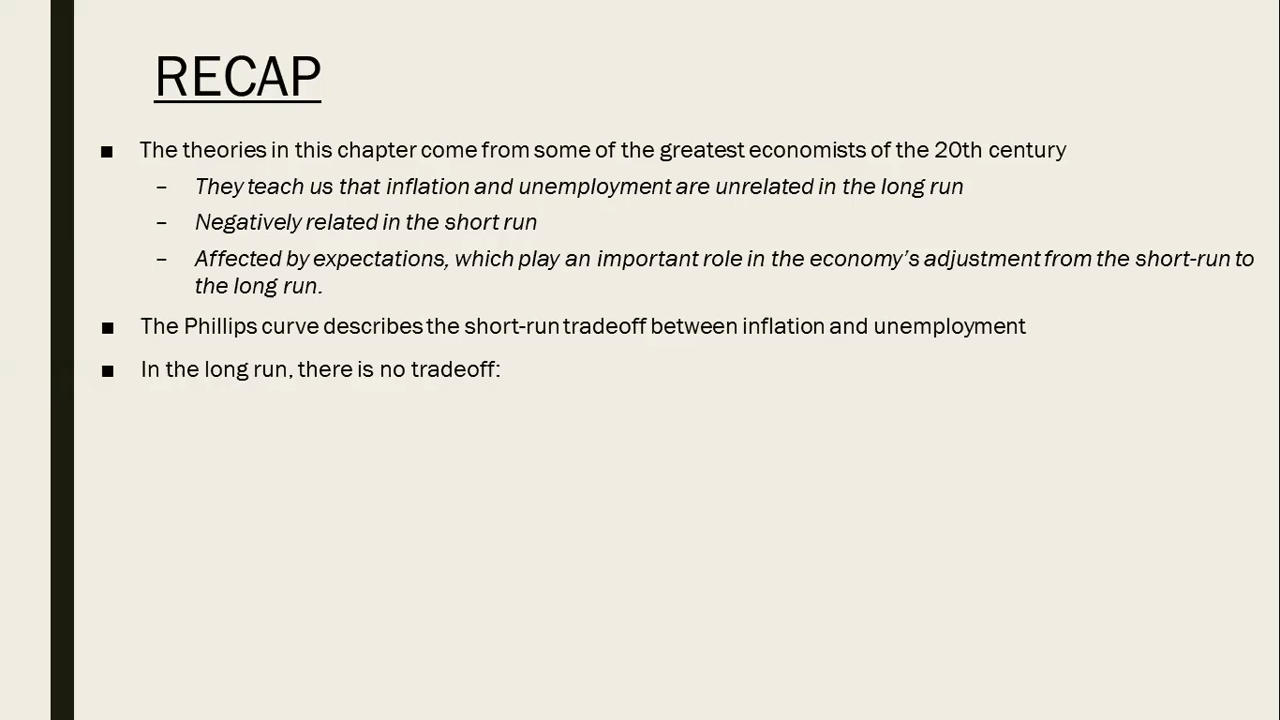 RECAP
■ The theories in this chapter come from some of the greatest economists of the 20th century
– They teach us that inflation and unemployment are unrelated in the long run
– Negatively related in the short run
– Affected by expectations, which play an important role in the economy’s adjustment from the short-run to
the long run.
■ The Phillips curve describes the short-run tradeoff between inflation and unemployment
■ In the long run, there is no tradeoff: